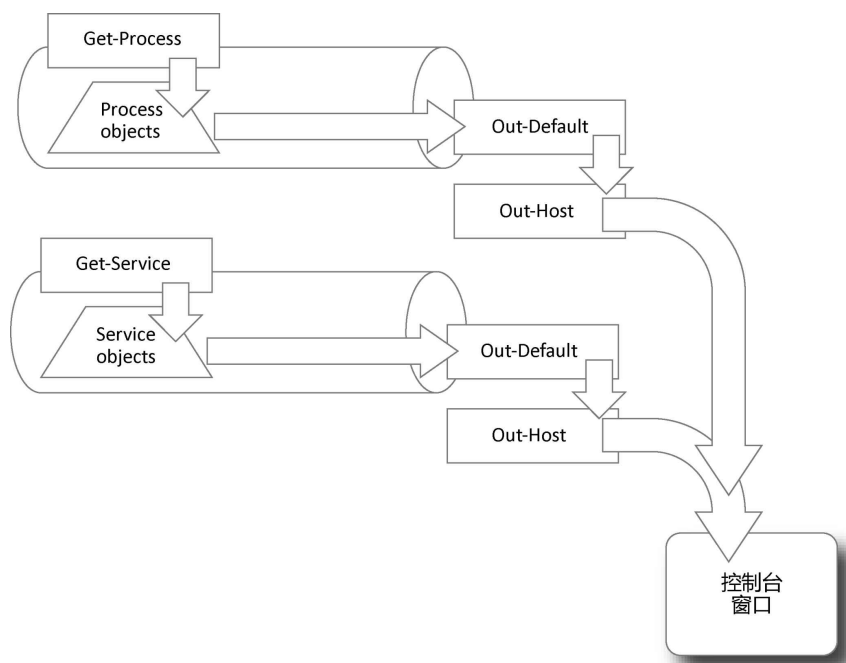 Get-Process
Process
objects
Out-Default
Out-Host
Get-Service
Service
objects
Out-Default
Out-Host
控制台
窗口